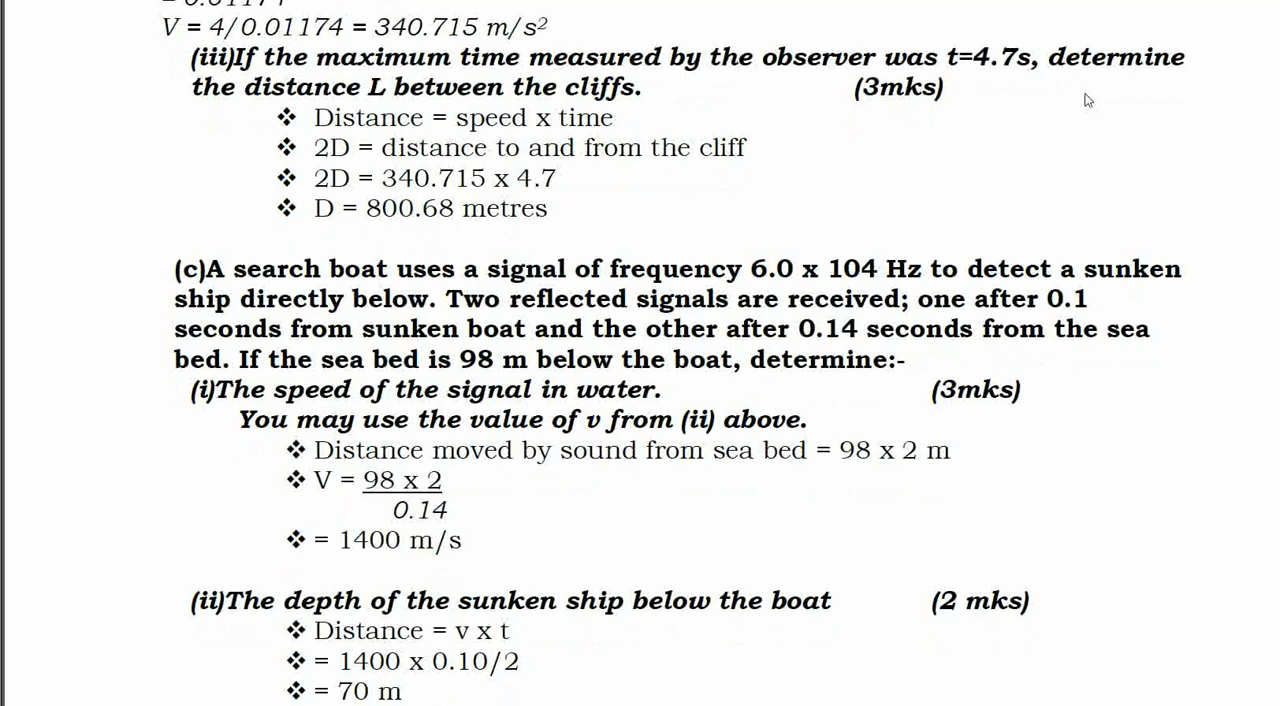 = 0.01174
V = 4/0.01174 = 340.715 m/s²
(iii)If the maximum time measured by the observer was t=4.7s, determine
the distance L between the cliffs. (3mks)
❖ Distance = speed x time
❖ 2D = distance to and from the cliff
❖ 2D = 340.715 x 4.7
❖ D = 800.68 metres
(c)A search boat uses a signal of frequency 6.0 x 104 Hz to detect a sunken
ship directly below. Two reflected signals are received; one after 0.1
seconds from sunken boat and the other after 0.14 seconds from the sea
bed. If the sea bed is 98 m below the boat, determine:-
(i)The speed of the signal in water. (3mks)
You may use the value of v from (ii) above.
❖ Distance moved by sound from sea bed = 98 x 2 m
❖ V = 98 x 2
0.14
❖ = 1400 m/s
(ii)The depth of the sunken ship below the boat (2 mks)
❖ Distance = v x t
❖ = 1400 x 0.10/2
❖ = 70 m